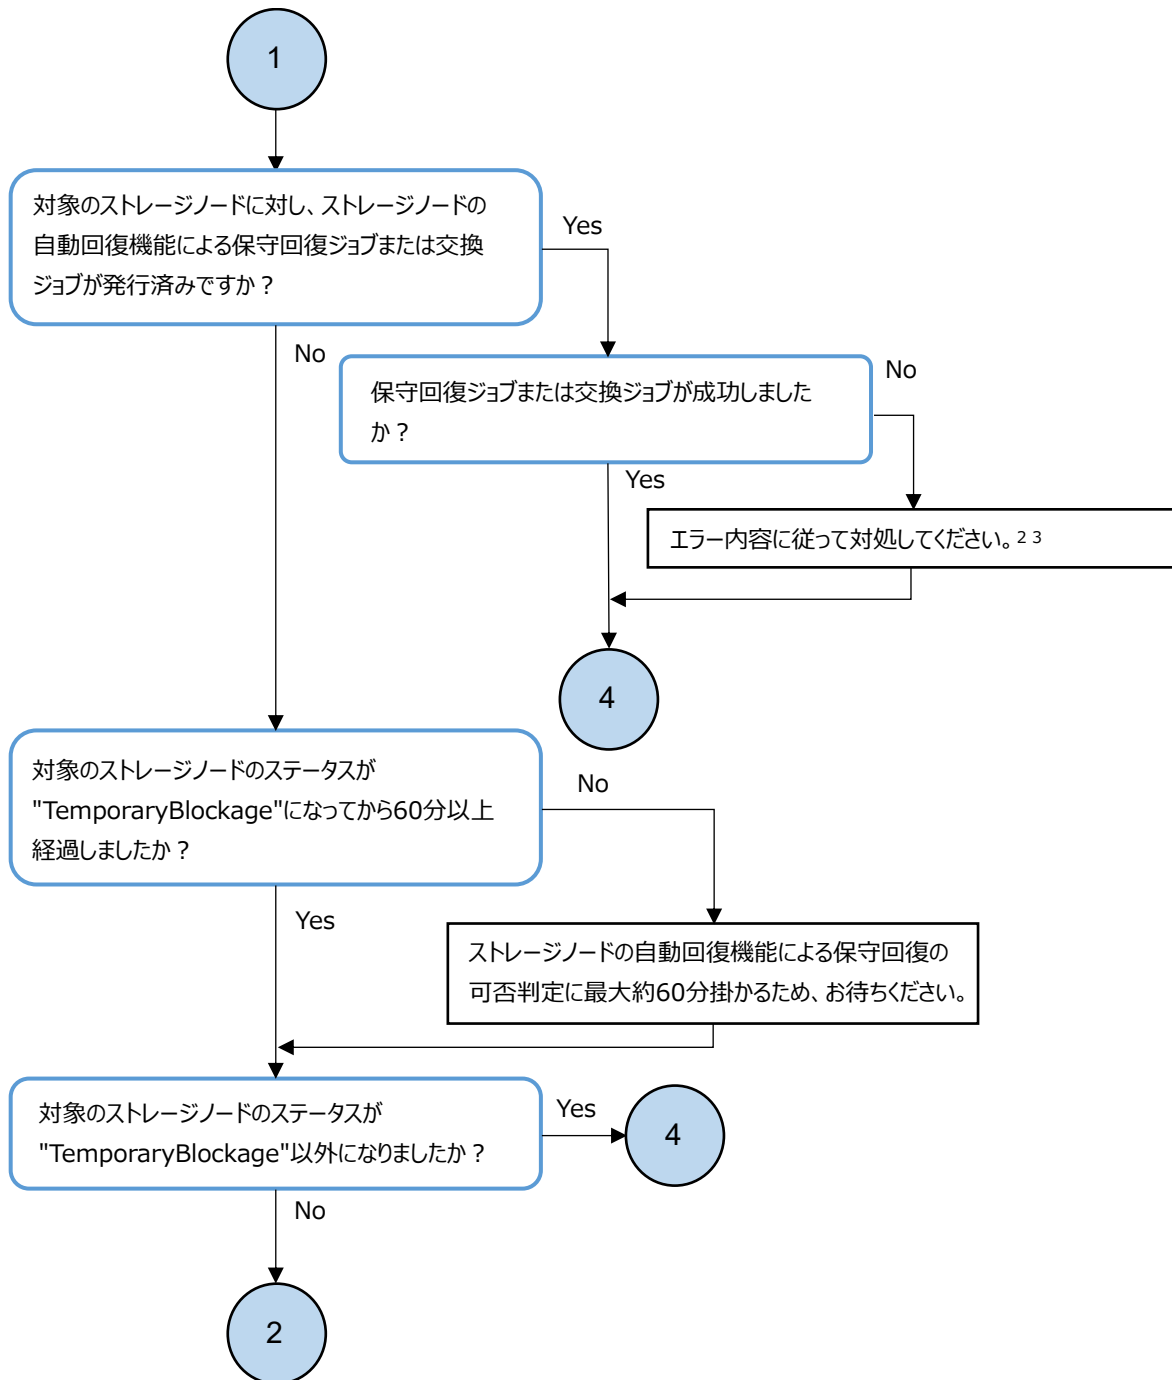 1
対象のストレージノードに対し、ストレージノードの
自動回復機能による保守回復ジョブまたは交換
ジョブが発行済みですか？
Yes
No
保守回復ジョブまたは交換ジョブが成功しました
か？
No
Yes
エラー内容に従って対処してください。2 3
4
対象のストレージノードのステータスが
"TemporaryBlockage"になってから60分以上
経過しましたか？
No
Yes
ストレージノードの自動回復機能による保守回復の
可否判定に最大約60分掛かるため、お待ちください。
対象のストレージノードのステータスが
"TemporaryBlockage"以外になりましたか？
Yes
4
No
2